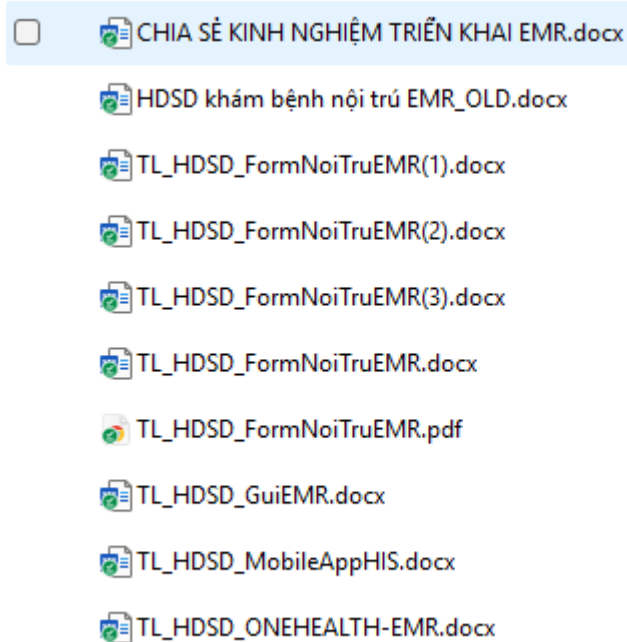 CHIA SẺ KINH NGHIỆM TRIỂN KHAI EMR.docx
HDSD khám bệnh nội trú EMR_OLD.docx
TL_HDSD_FormNoiTruEMR(1).docx
TL_HDSD_FormNoiTruEMR(2).docx
TL_HDSD_FormNoiTruEMR(3).docx
TL_HDSD_FormNoiTruEMR.docx
TL_HDSD_FormNoiTruEMR.pdf
TL_HDSD_GuiEMR.docx
TL_HDSD_MobileAppHIS.docx
TL_HDSD_ONEHEALTH-EMR.docx